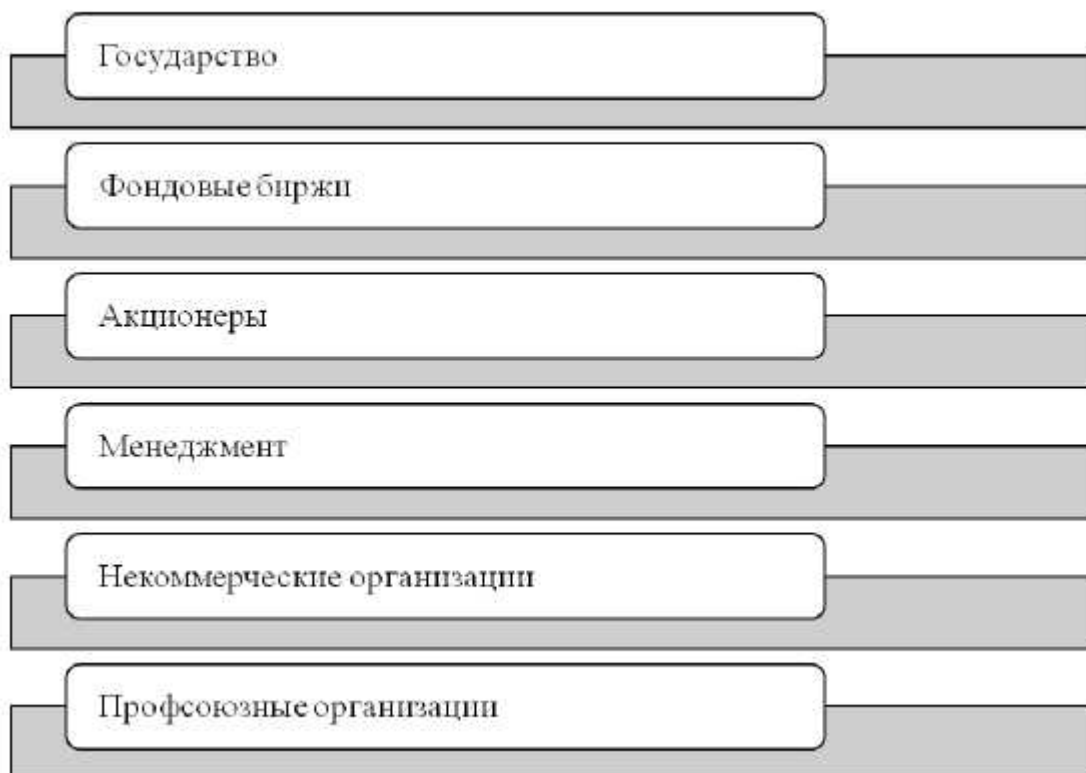 Государство
Фондовые биржи
Акционеры
Менеджмент
Некоммерческие организации
Профсоюзные организации